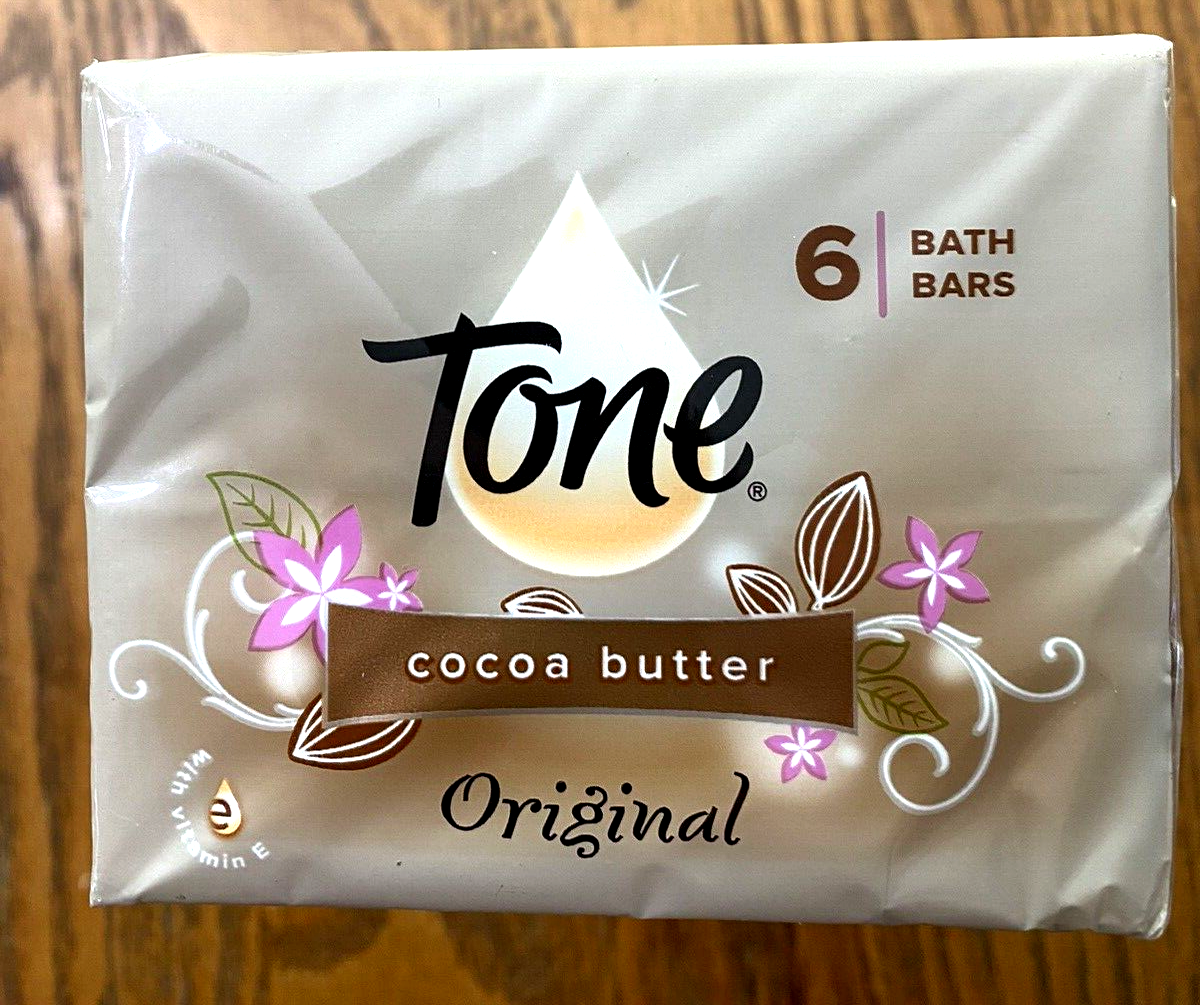 6 BATH
BARS
Tone®
cocoa butter
Original
e
with vitamin E